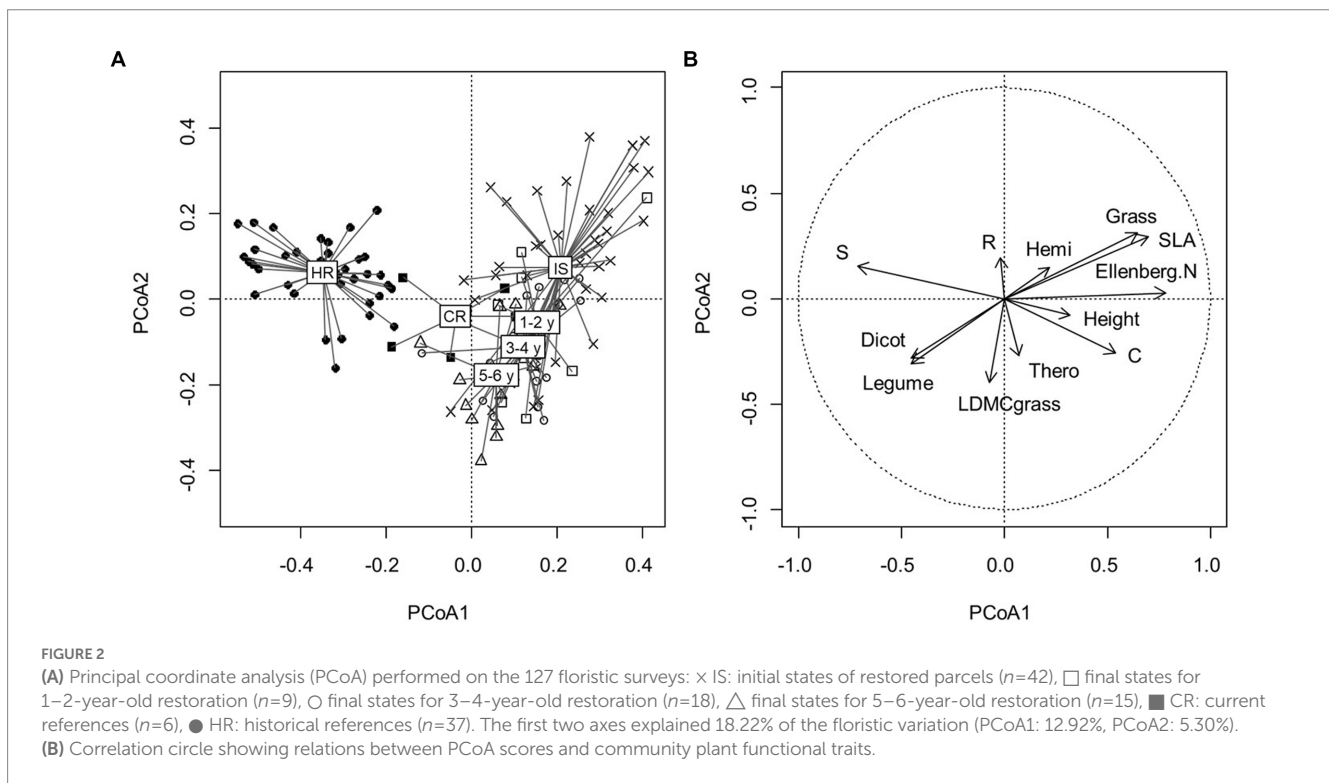 A
B
0.4
0.2
0.0
-0.2
-0.4
PCoA2
HR
IS
CR
1-2 y
3-4 y
5-6 y
-0.4
-0.2
0.0
0.2
0.4
PCoA1
1.0
0.5
0.0
-0.5
-1.0
PCoA2
Grass
R
Hemi
SLA
S
Ellenberg.N
Height
Dicot
C
Thero
Legume
LDMCgrass
-1.0
-0.5
0.0
0.5
1.0
PCoA1
FIGURE 2
(A) Principal coordinate analysis (PCoA) performed on the 127 floristic surveys: × IS: initial states of restored parcels (n=42), □ final states for
1–2-year-old restoration (n=9), ○ final states for 3–4-year-old restoration (n=18), △ final states for 5–6-year-old restoration (n=15), ■ CR: current
references (n=6), ● HR: historical references (n=37). The first two axes explained 18.22% of the floristic variation (PCoA1: 12.92%, PCoA2: 5.30%).
(B) Correlation circle showing relations between PCoA scores and community plant functional traits.